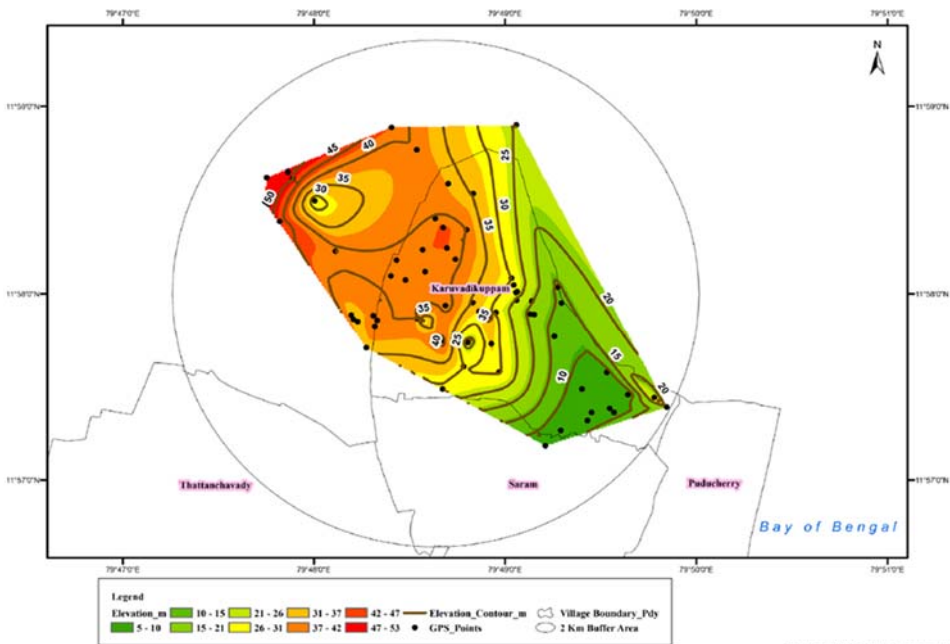 79°47'0"E 79°48'0"E 79°49'0"E 79°50'0"E 79°51'0"E
N
11°59'0"N 11°59'0"N
45 40 25
50 35 30
30 35
11°58'0"N Karuvadikuppam 11°58'0"N
20
35 35
40 25 15
10 20
Thattanchavady Saram Puducherry
11°57'0"N 11°57'0"N
Bay of Bengal
79°47'0"E 79°48'0"E 79°49'0"E 79°50'0"E 79°51'0"E
Legend
Elevation_m 10 - 15 21 - 26 31 - 37 42 - 47 Elevation_Contour_m Village Boundary_Pdy
5 - 10 15 - 21 26 - 31 37 - 42 47 - 53 GPS_Points 2 Km Buffer Area